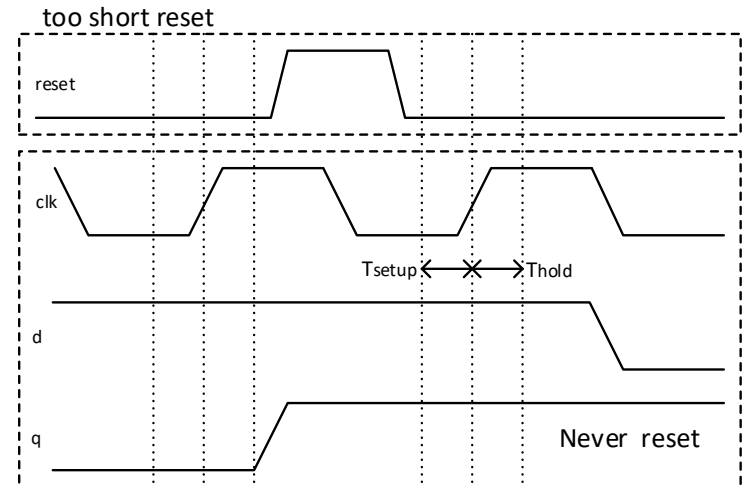 too short reset
reset
clk
Tsetup
Thold
d
q
Never reset